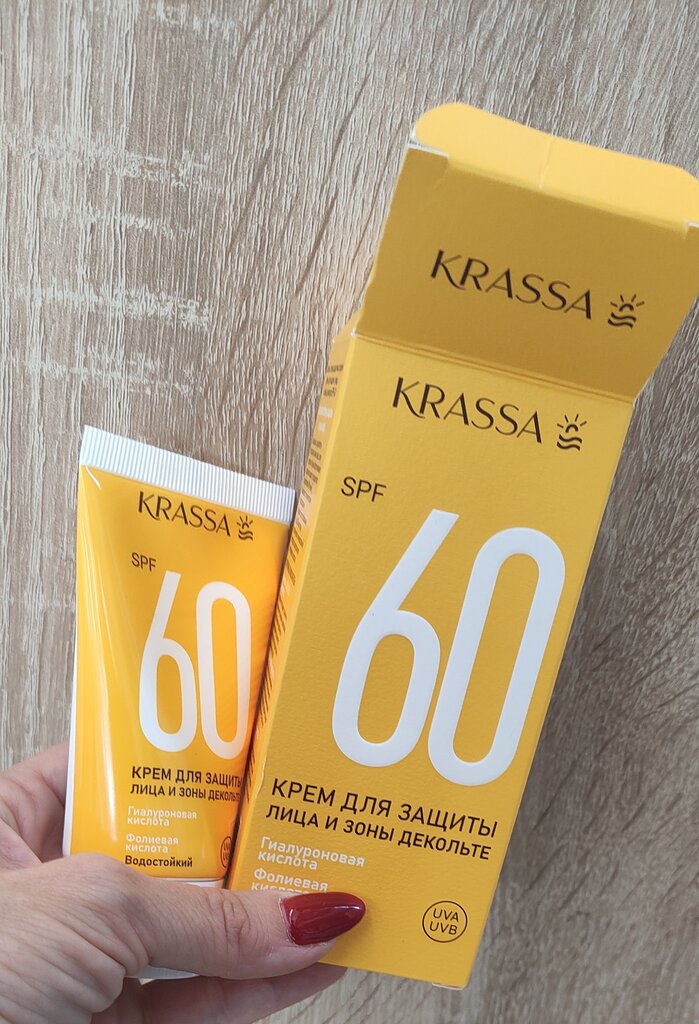 KRASSA
KRASSA
SPF
60
КРЕМ ДЛЯ ЗАЩИТЫ
ЛИЦА И ЗОНЫ ДЕКОЛЬТЕ
Гиалуроновая
кислота
Фолиевая
кислота
UVA
UVB
KRASSA
SPF
60
КРЕМ ДЛЯ ЗАЩИТЫ
ЛИЦА И ЗОНЫ ДЕКОЛЬТЕ
Гиалуроновая
кислота
Фолиевая
кислота
Водостойкий